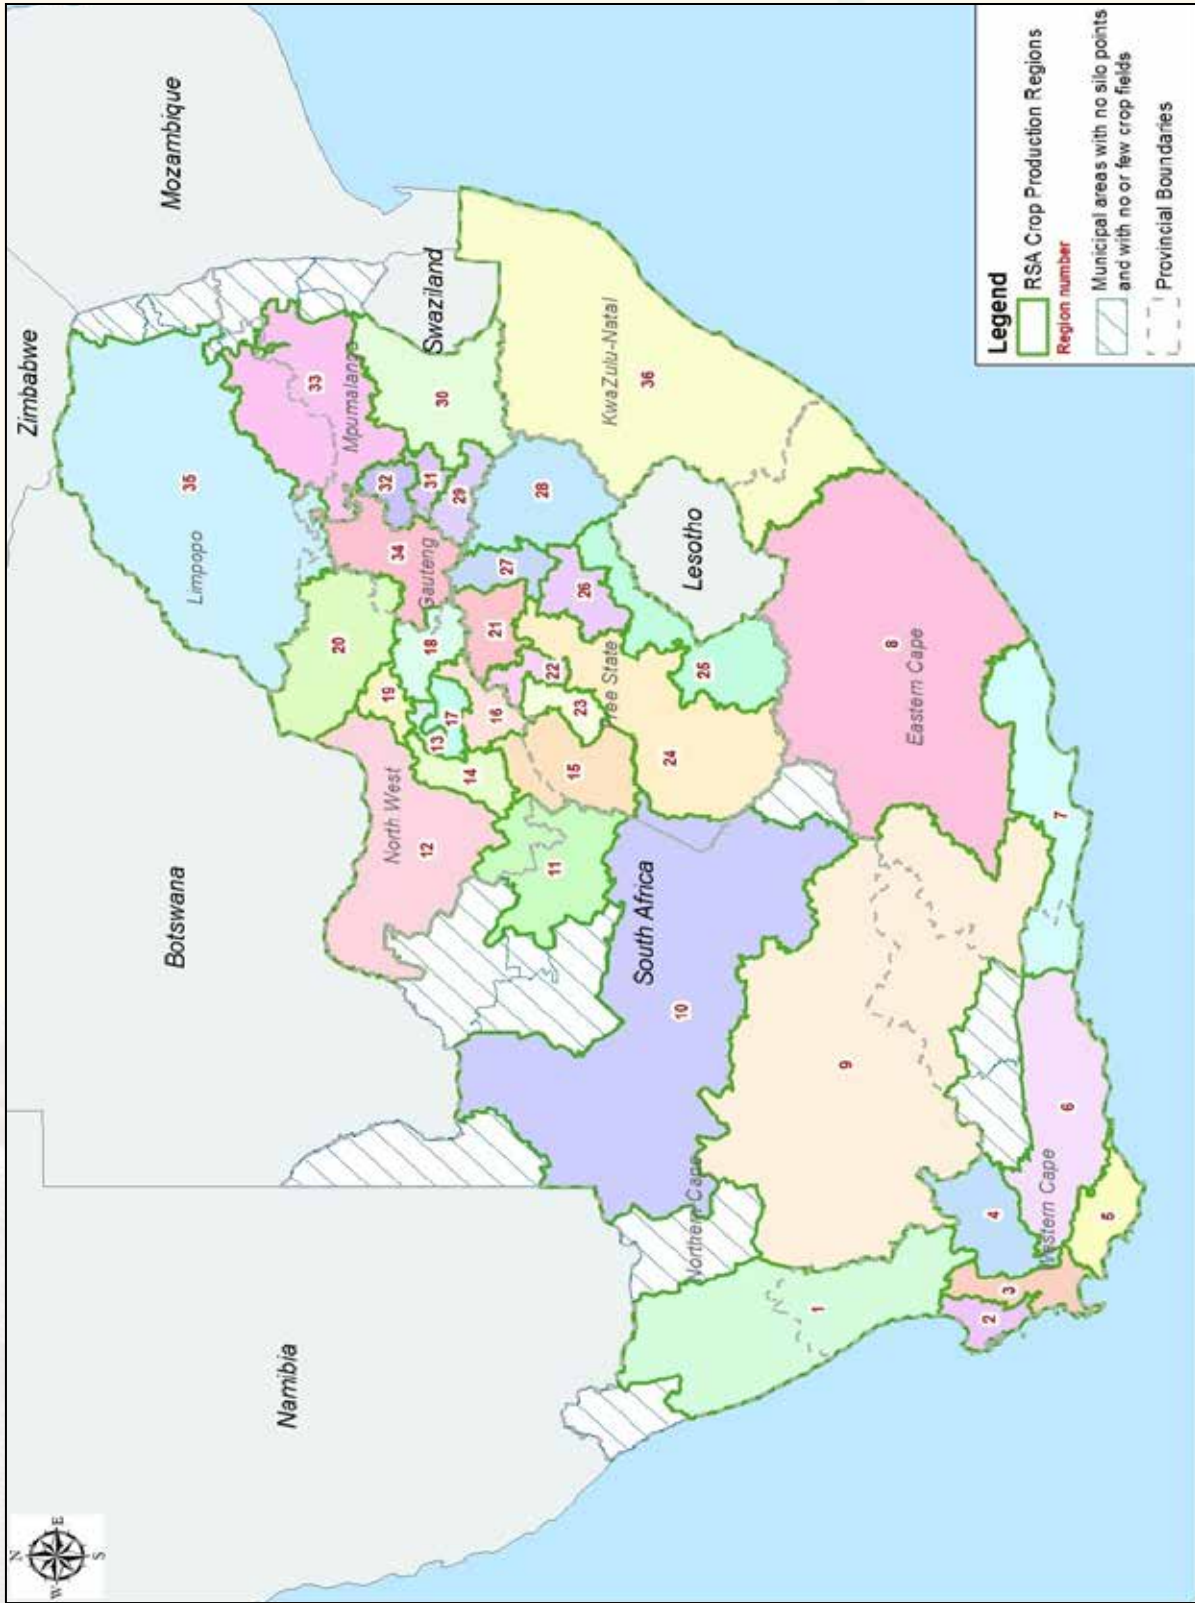 N
W
E
S
Zimbabwe
Mozambique
Botswana
Namibia
Swaziland
Lesotho
South Africa
Limpopo
Mpumalanga
North West
Gauteng
Free State
KwaZulu-Natal
Northern Cape
Eastern Cape
Western Cape
1
2
3
4
5
6
7
8
9
10
11
12
13
14
15
16
17
18
19
20
21
22
23
24
25
26
27
28
29
30
31
32
33
34
35
36
Legend
RSA Crop Production Regions
Region number
Municipal areas with no silo points
and with no or few crop fields
Provincial Boundaries